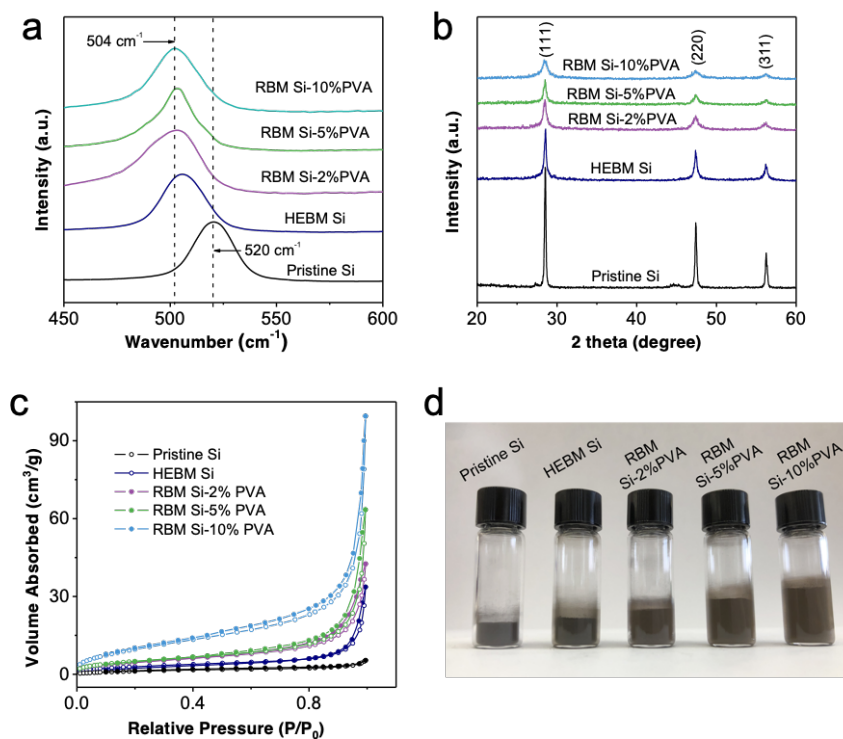 a
504 cm⁻¹
RBM Si-10%PVA
RBM Si-5%PVA
RBM Si-2%PVA
HEBM Si
520 cm⁻¹
Pristine Si
Intensity (a.u.)
450
500
550
600
Wavenumber (cm⁻¹)
b
(111)
(220)
(311)
RBM Si-10%PVA
RBM Si-5%PVA
RBM Si-2%PVA
HEBM Si
Pristine Si
Intensity (a.u.)
20
30
40
50
60
2 theta (degree)
c
Pristine Si
HEBM Si
RBM Si-2% PVA
RBM Si-5% PVA
RBM Si-10% PVA
Volume Absorbed (cm³/g)
90
60
30
0
0.0
0.4
0.8
Relative Pressure (P/P₀)
d
Pristine Si
HEBM Si
RBM
Si-2%PVA
RBM
Si-5%PVA
RBM
Si-10%PVA